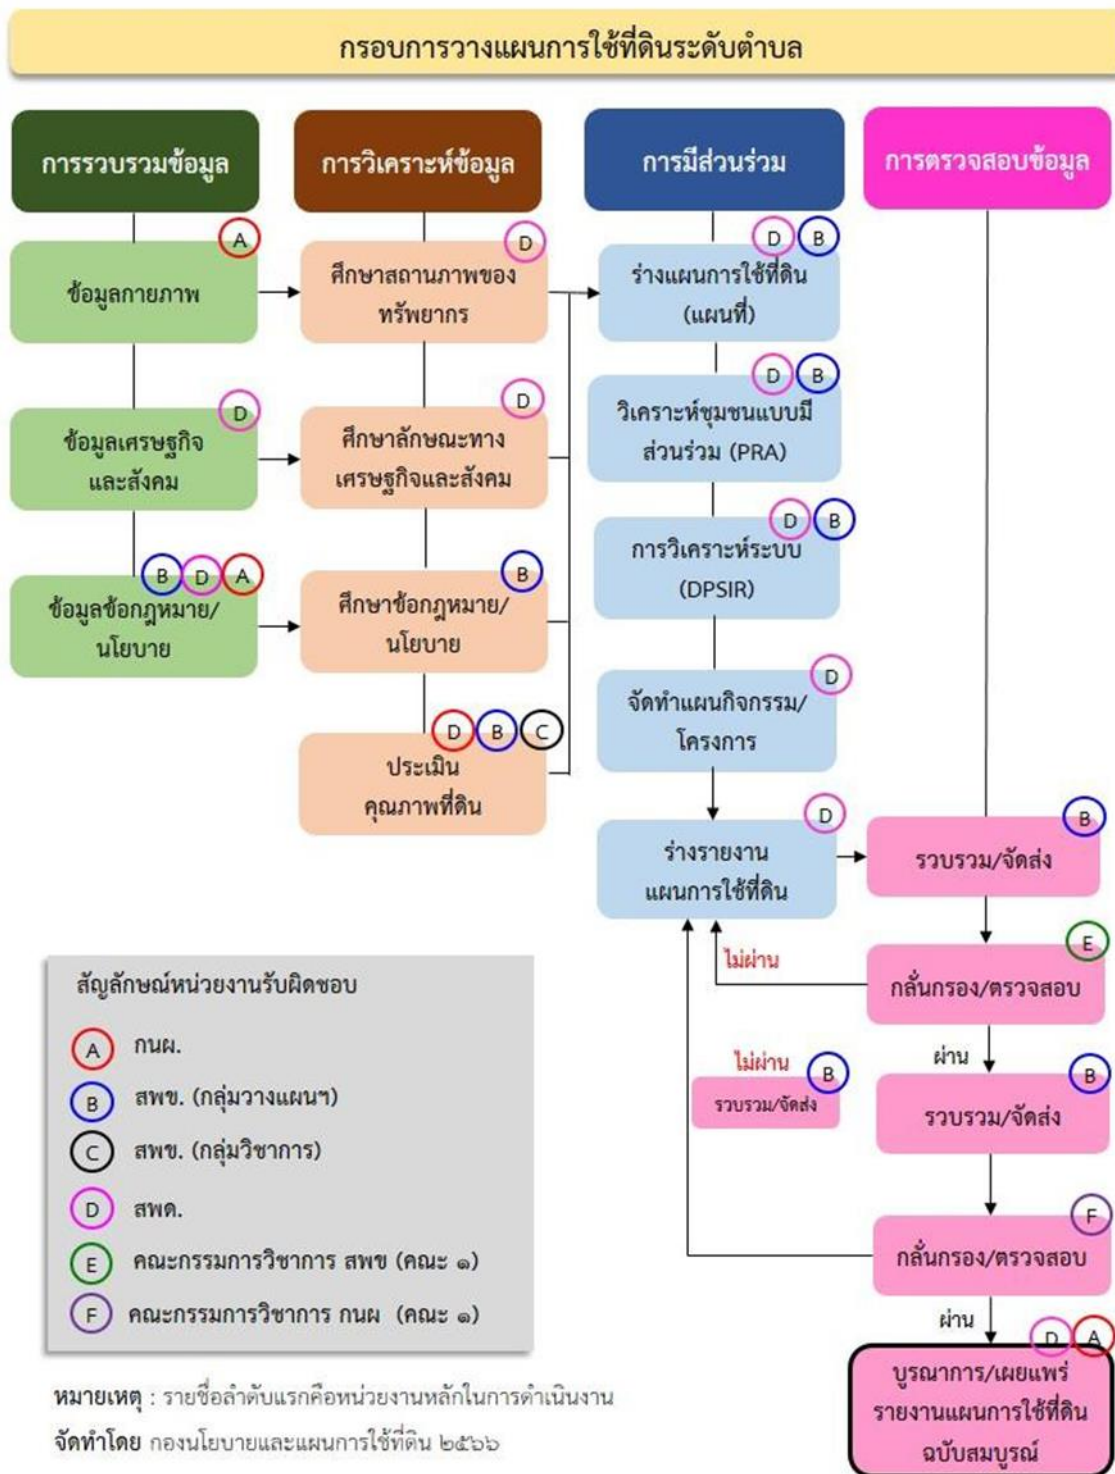 กรอบการวางแผนการใช้ที่ดินระดับตำบล
การรวบรวมข้อมูล
การวิเคราะห์ข้อมูล
การมีส่วนร่วม
การตรวจสอบข้อมูล
A
ข้อมูลกายภาพ
D
ข้อมูลเศรษฐกิจ
และสังคม
B D A
ข้อมูลข้อกฎหมาย/
นโยบาย
D
ศึกษาสถานภาพของ
ทรัพยากร
D
ศึกษาลักษณะทาง
เศรษฐกิจและสังคม
B
ศึกษาข้อกฎหมาย/
นโยบาย
D B C
ประเมิน
คุณภาพที่ดิน
D B
ร่างแผนการใช้ที่ดิน
(แผนที่)
D B
วิเคราะห์ชุมชนแบบมี
ส่วนร่วม (PRA)
D B
การวิเคราะห์ระบบ
(DPSIR)
D
จัดทำแผนกิจกรรม/
โครงการ
D
ร่างรายงาน
แผนการใช้ที่ดิน
B
รวบรวม/จัดส่ง
E
กลั่นกรอง/ตรวจสอบ
ไม่ผ่าน
ผ่าน
B
รวบรวม/จัดส่ง
ไม่ผ่าน
B
รวบรวม/จัดส่ง
F
กลั่นกรอง/ตรวจสอบ
ผ่าน
D A
บูรณาการ/เผยแพร่
รายงานแผนการใช้ที่ดิน
ฉบับสมบูรณ์
สัญลักษณ์หน่วยงานรับผิดชอบ
A กนผ.
B สพข. (กลุ่มวางแผนฯ)
C สพข. (กลุ่มวิชาการ)
D สพด.
E คณะกรรมการวิชาการ สพข (คณะ ๑)
F คณะกรรมการวิชาการ กนผ (คณะ ๑)
หมายเหตุ : รายชื่อลำดับแรกคือหน่วยงานหลักในการดำเนินงาน
จัดทำโดย กองนโยบายและแผนการใช้ที่ดิน ๒๕๖๖